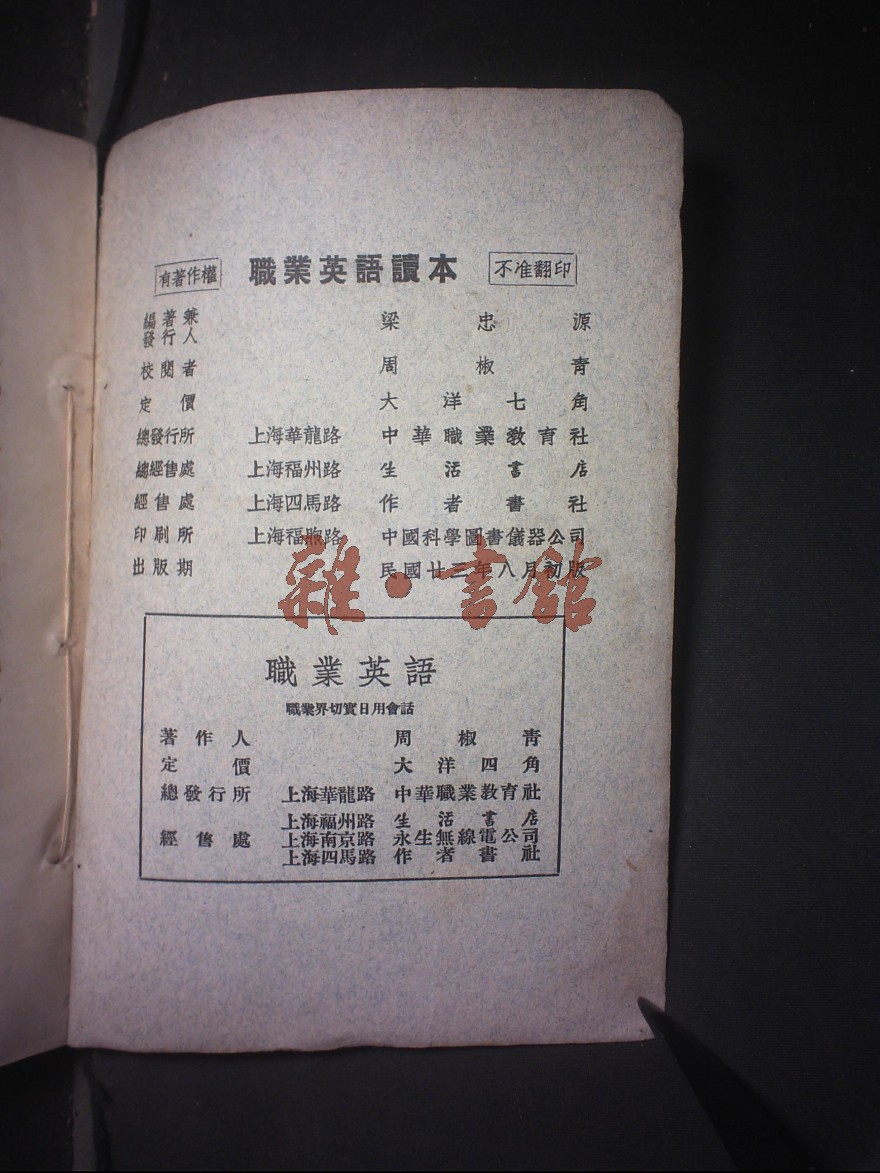 有著作權 職業英語讀本 不准翻印
編著兼
發行人 梁忠源
校閱者 周椒青
定價 大洋七角
總發行所 上海華龍路 中華職業教育社
總經售處 上海福州路 生活書店
經售處 上海四馬路 作者書社
印刷所 上海福煦路 中國科學圖書儀器公司
出版期 民國廿三年八月初版
雜·書館
職業英語
職業界切實日用會話
著作人 周椒青
定價 大洋四角
總發行所 上海華龍路 中華職業教育社
上海福州路 生活書店
經售處 上海南京路 永生無線電公司
上海四馬路 作者書社